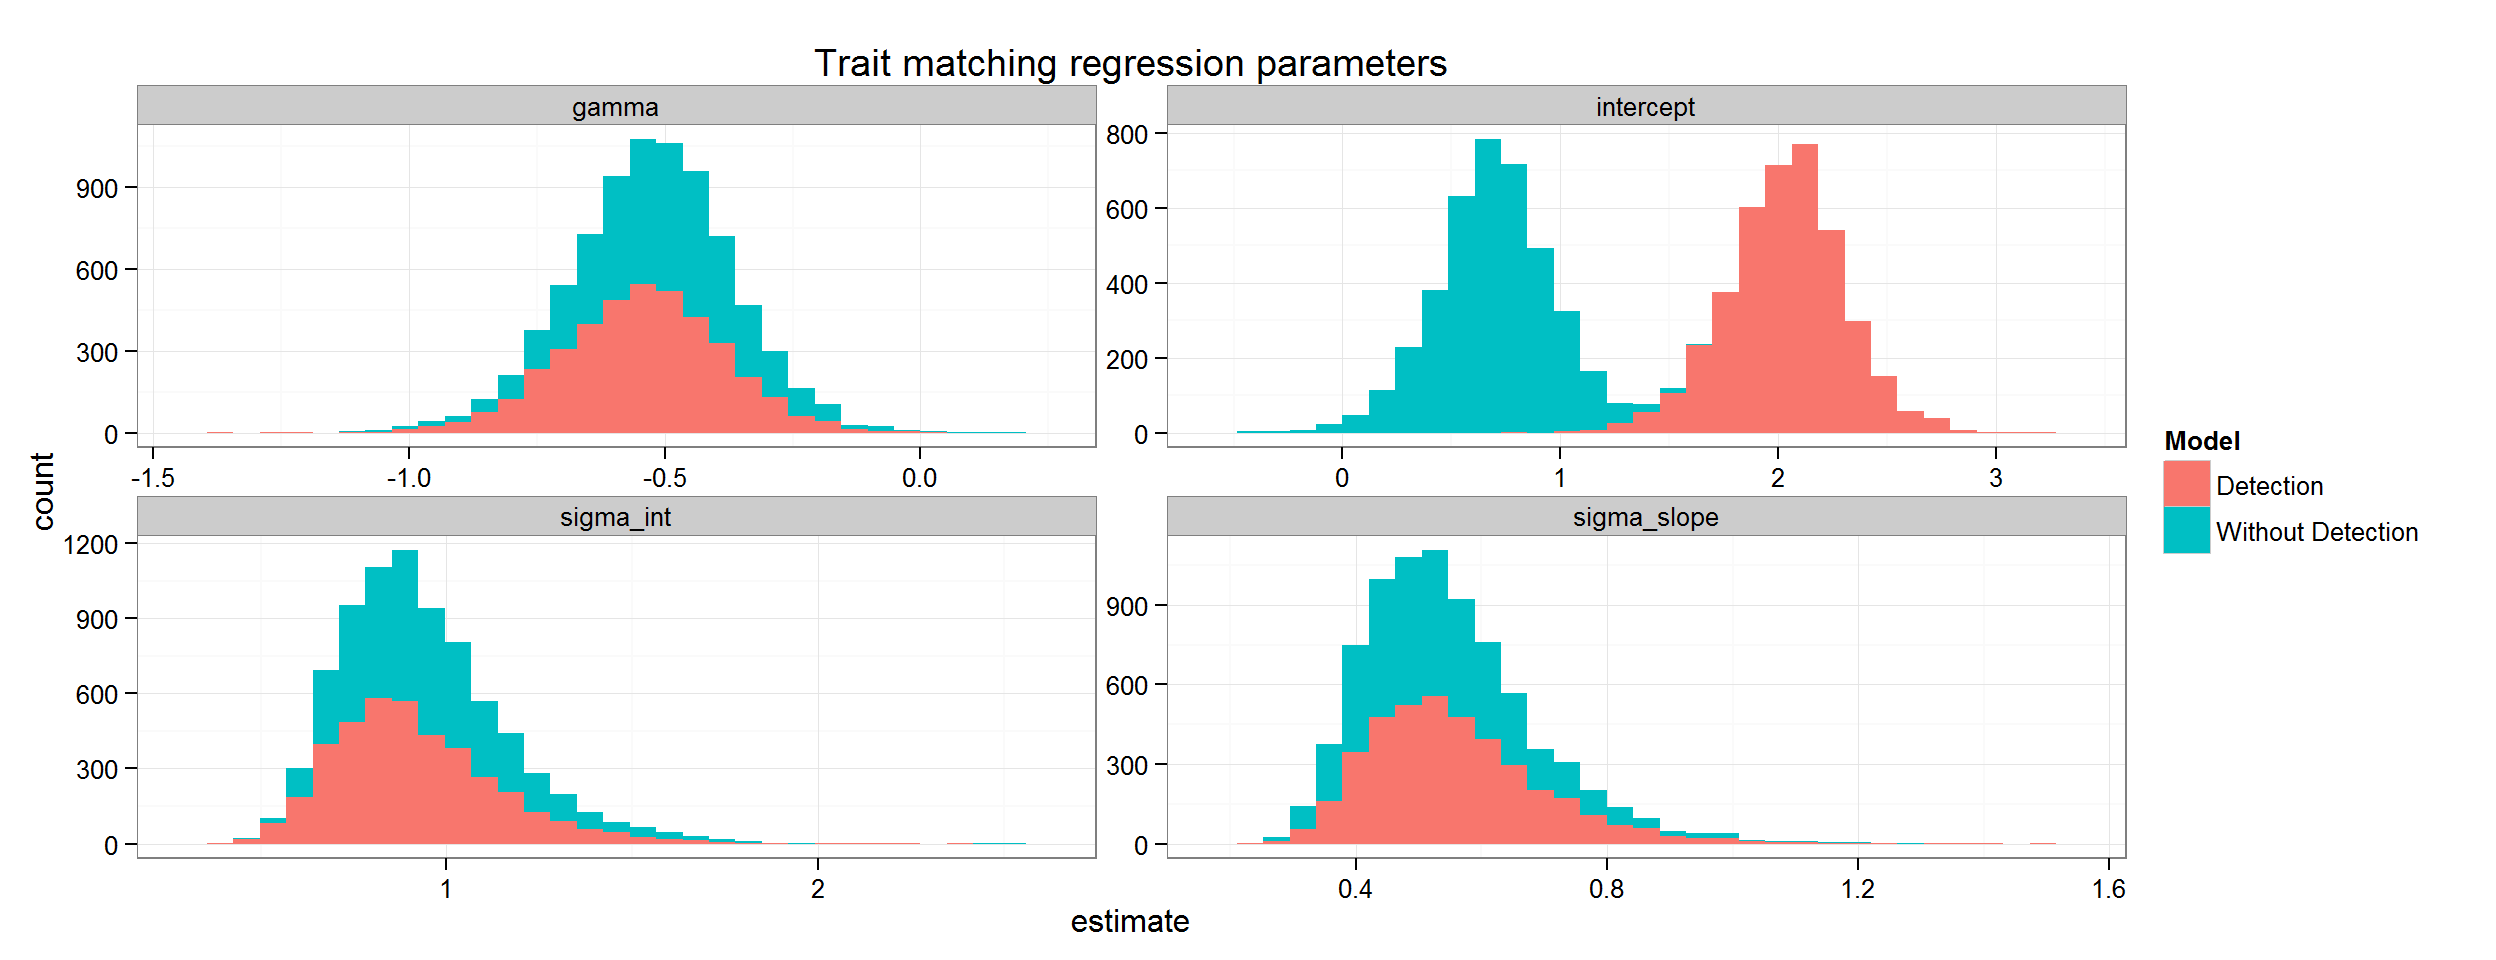 Trait matching regression parameters
gamma
intercept
900
600
300
0
-1.5 -1.0 -0.5 0.0
800
600
400
200
0
0 1 2 3
count
sigma_int
sigma_slope
1200
900
600
300
0
1 2
900
600
300
0
0.4 0.8 1.2 1.6
estimate
Model
Detection
Without Detection